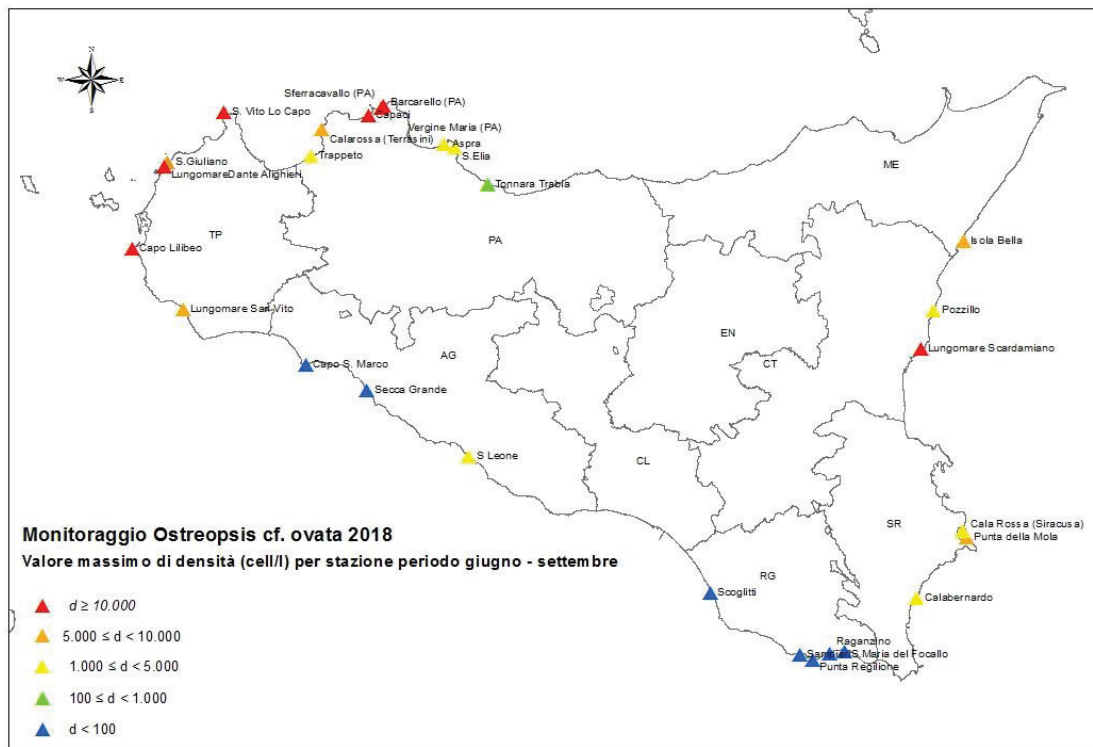 N
W E
S
Sferracavallo (PA)
Barcarello (PA)
S. Vito Lo Capo
Capaci
Vergine Maria (PA)
Calarossa (Terrasini)
Aspra
Trappeto
S.Elia
S.Giuliano
LungomareDante Alighieri
Tonnara Trabia
ME
TP
PA
Isola Bella
Capo Lilibeo
Lungomare San Vito
Pozzillo
EN
Lungomare Scardamiano
AG
CT
Capo S. Marco
Secca Grande
S Leone
CL
SR
Cala Rossa (Siracusa)
Punta della Mola
Monitoraggio Ostreopsis cf. ovata 2018
Valore massimo di densità (cell/l) per stazione periodo giugno - settembre
RG
Scoglitti
Calabernardo
d ≥ 10.000
5.000 ≤ d < 10.000
Raganzino
S. Maria del Focallo
Punta Regilione
1.000 ≤ d < 5.000
100 ≤ d < 1.000
d < 100